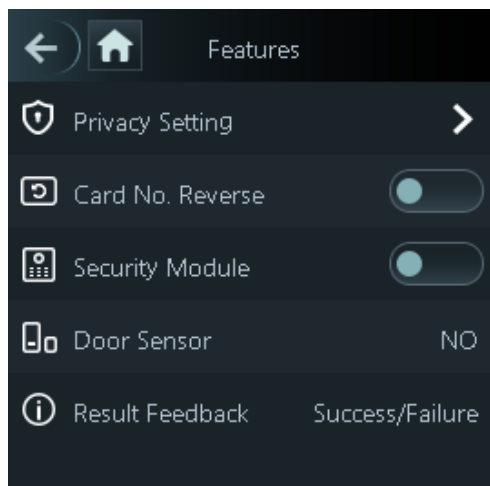 Features
Privacy Setting
Card No. Reverse
Security Module
Door Sensor NO
Result Feedback Success/Failure